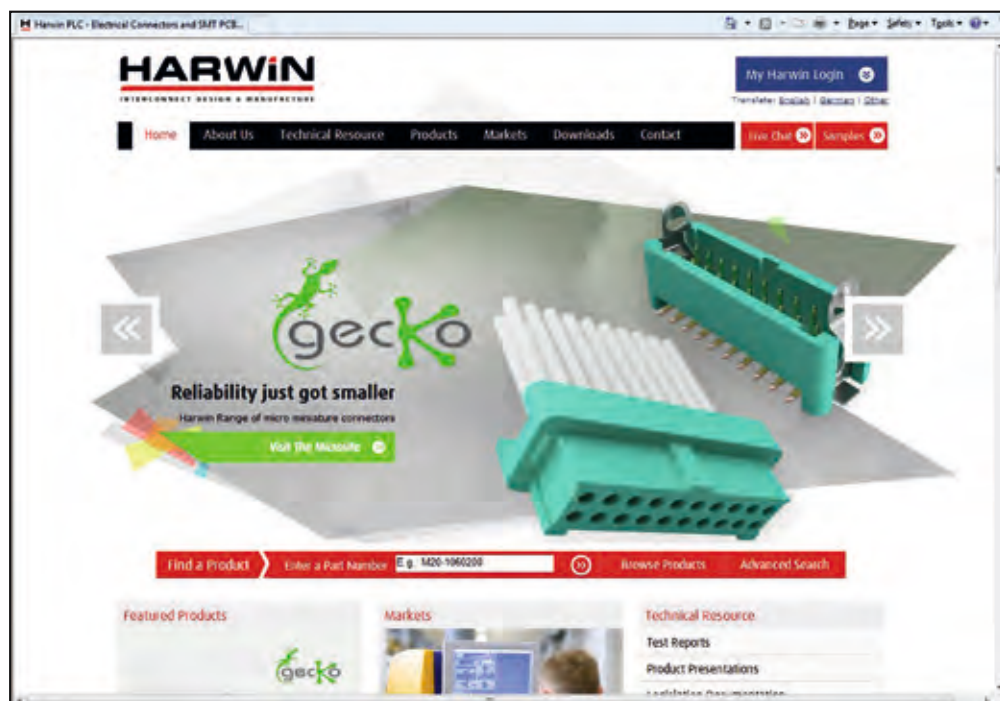 Harwin PLC - Electrical Connectors and SMT PCB...
Page Safety Tools
HARWiN
INTERCONNECT DESIGN & MANUFACTURE
My Harwin Login
Translate: English | German | Other
Home About Us Technical Resource Products Markets Downloads Contact Live Chat Samples
gecko
Reliability just got smaller
Harwin Range of micro miniature connectors
Visit The Microsite
Find a Product Enter a Part Number E.g. M20-1060200 Browse Products Advanced Search
Featured Products Markets Technical Resource
Test Reports
gecko
Product Presentations
Legislation Documentation